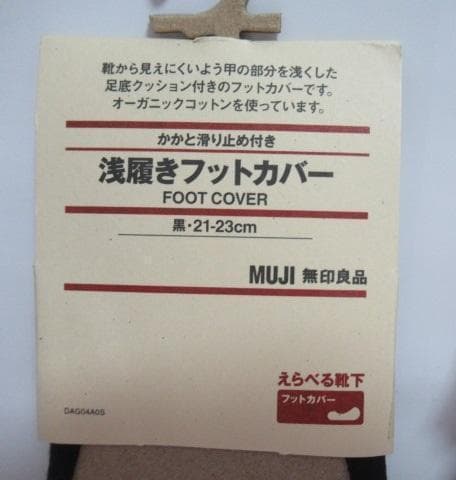 靴から見えにくいよう甲の部分を浅くした
足底クッション付きのフットカバーです。
オーガニックコットンを使っています。
かかと滑り止め付き
浅履きフットカバー
FOOT COVER
黒・21-23cm
MUJI 無印良品
えらべる靴下
フットカバー
DAG04A0S